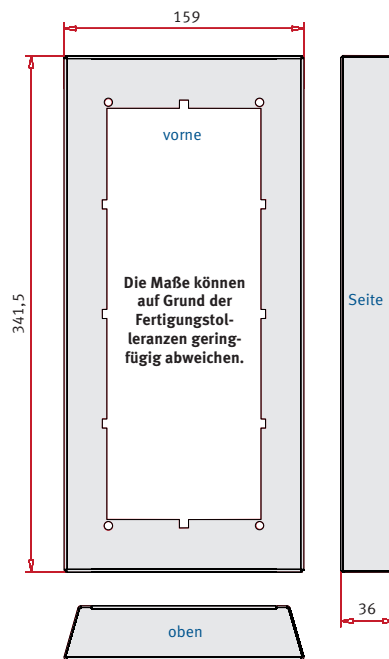 159
vorne
341,5
Die Maße können
auf Grund der
Fertigungstol-
leranzen gering-
fügig abweichen.
Seite
36
oben